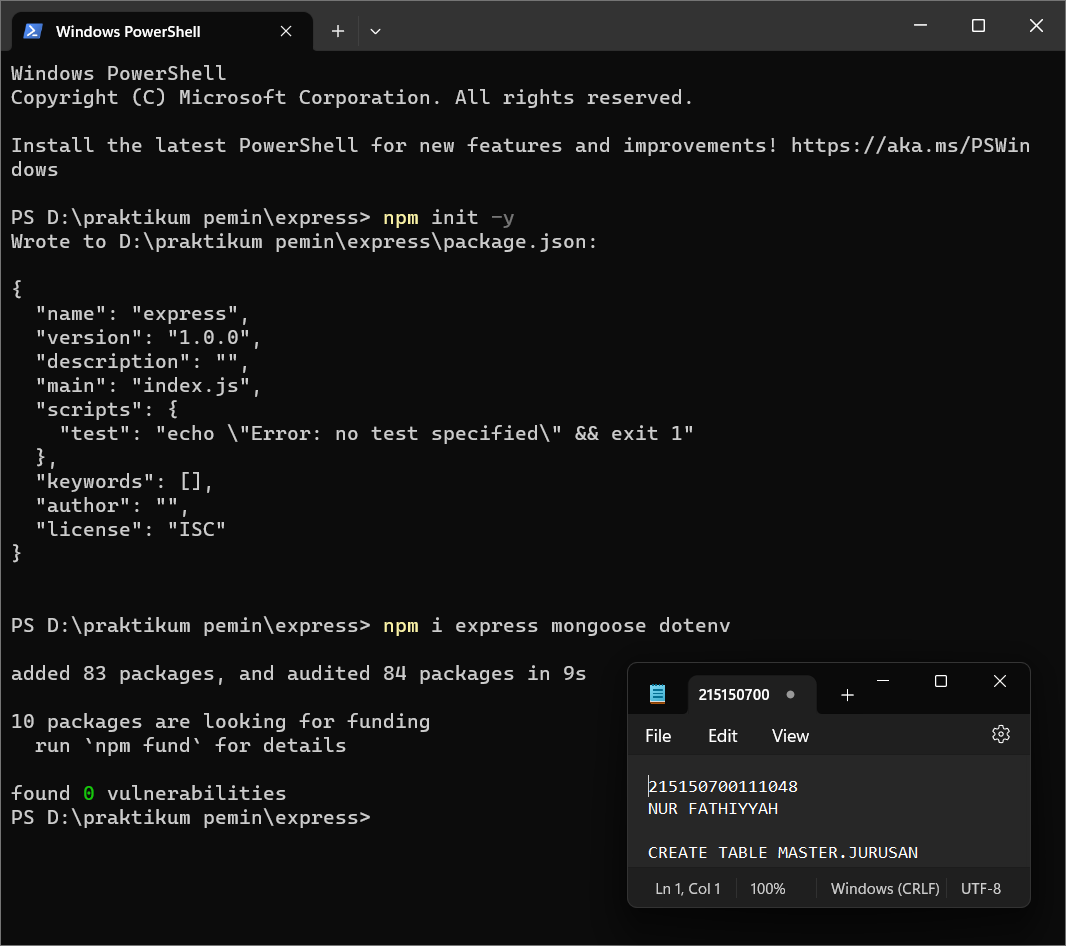 Windows PowerShell
Windows PowerShell
Copyright (C) Microsoft Corporation. All rights reserved.
Install the latest PowerShell for new features and improvements! https://aka.ms/PSWin
dows
PS D:\praktikum pemin\express> npm init -y
Wrote to D:\praktikum pemin\express\package.json:
{
  "name": "express",
  "version": "1.0.0",
  "description": "",
  "main": "index.js",
  "scripts": {
    "test": "echo \"Error: no test specified\" && exit 1"
  },
  "keywords": [],
  "author": "",
  "license": "ISC"
}
PS D:\praktikum pemin\express> npm i express mongoose dotenv
added 83 packages, and audited 84 packages in 9s
10 packages are looking for funding
  run `npm fund` for details
found 0 vulnerabilities
PS D:\praktikum pemin\express>
215150700
File Edit View
215150700111048
NUR FATHIYYAH
CREATE TABLE MASTER.JURUSAN
Ln 1, Col 1 100% Windows (CRLF) UTF-8